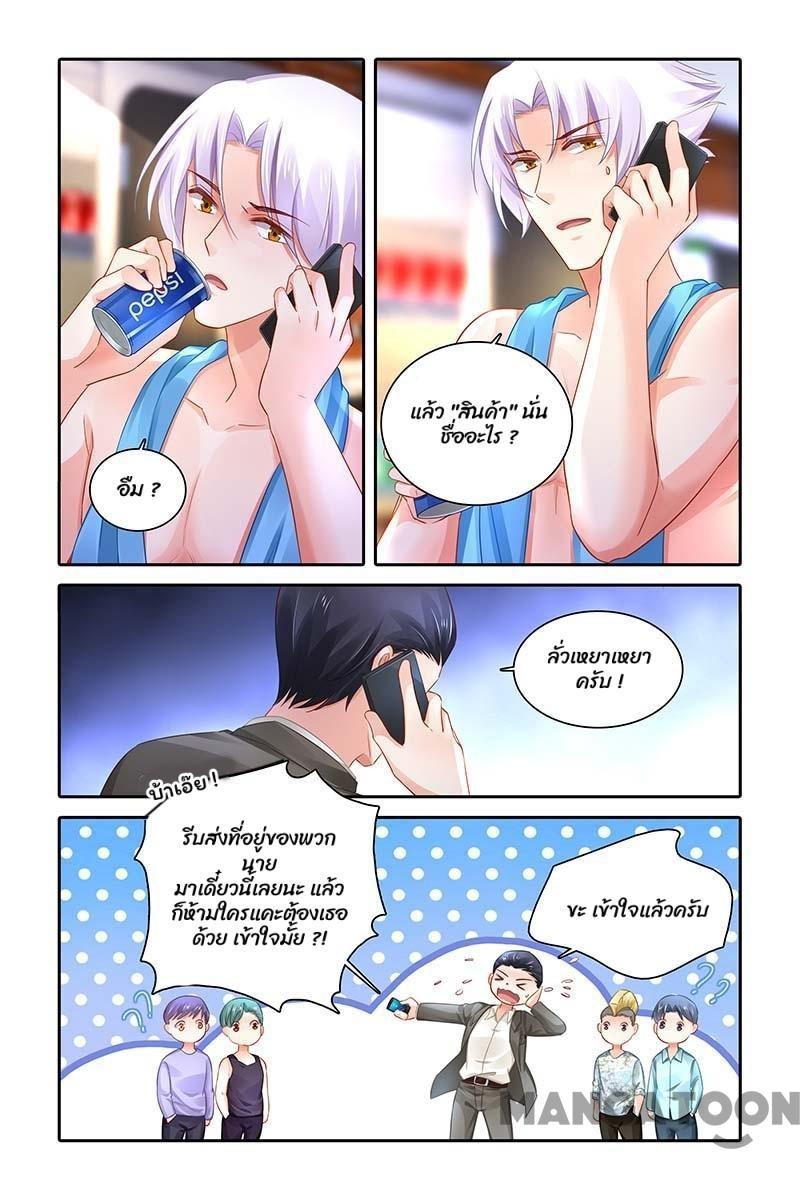 pepsi
อืม ?
แล้ว "สินค้า" นั่น
ชื่ออะไร ?
ลั่วเหยาเหยา
ครับ !
บ้าเอ๊ย !
รีบส่งที่อยู่ของพวก
นาย
มาเดี๋ยวนี้เลยนะ แล้ว
ก็ห้ามใครแตะต้องเธอ
ด้วย เข้าใจมั้ย ?!
ขะ เข้าใจแล้วครับ
? ?
? ?
MANGATOON